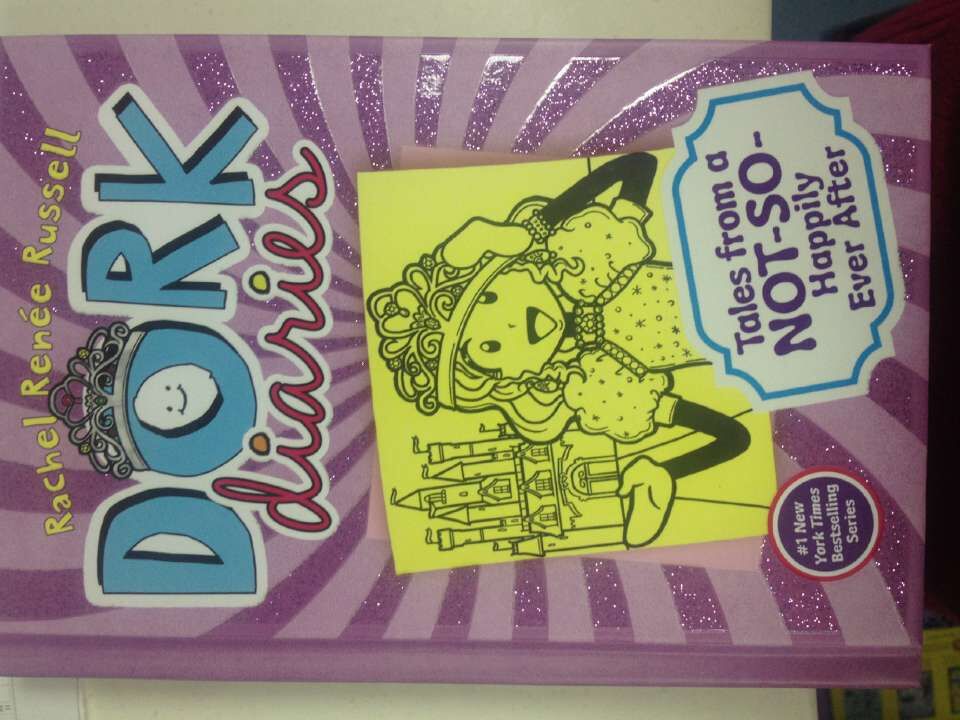 Rachel Renée Russell
DORK
diaries
Tales from a
NOT-SO-
Happily
Ever After
#1 New
York Times
Bestselling
Series